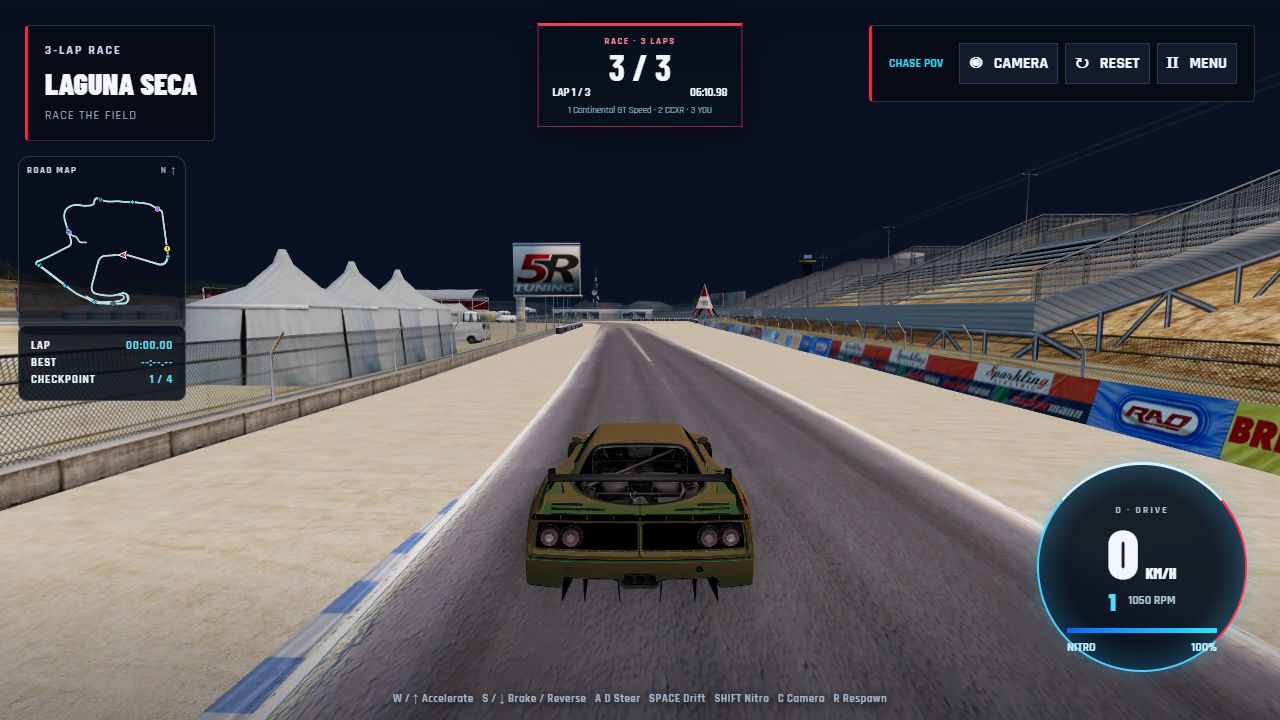 3-LAP RACE
LAGUNA SECA
RACE THE FIELD
RACE · 3 LAPS
3 / 3
LAP 1 / 3 06:10.98
1 Continental GT Speed · 2 CCXR · 3 YOU
CHASE POV
CAMERA
RESET
MENU
ROAD MAP N ↑
LAP 00:00.00
BEST --:--.--
CHECKPOINT 1 / 4
5R
TUNING
Sparkling
RAD
D · DRIVE
0 KM/H
1 1050 RPM
NITRO 100%
W / ↑ Accelerate S / ↓ Brake / Reverse A D Steer SPACE Drift SHIFT Nitro C Camera R Respawn